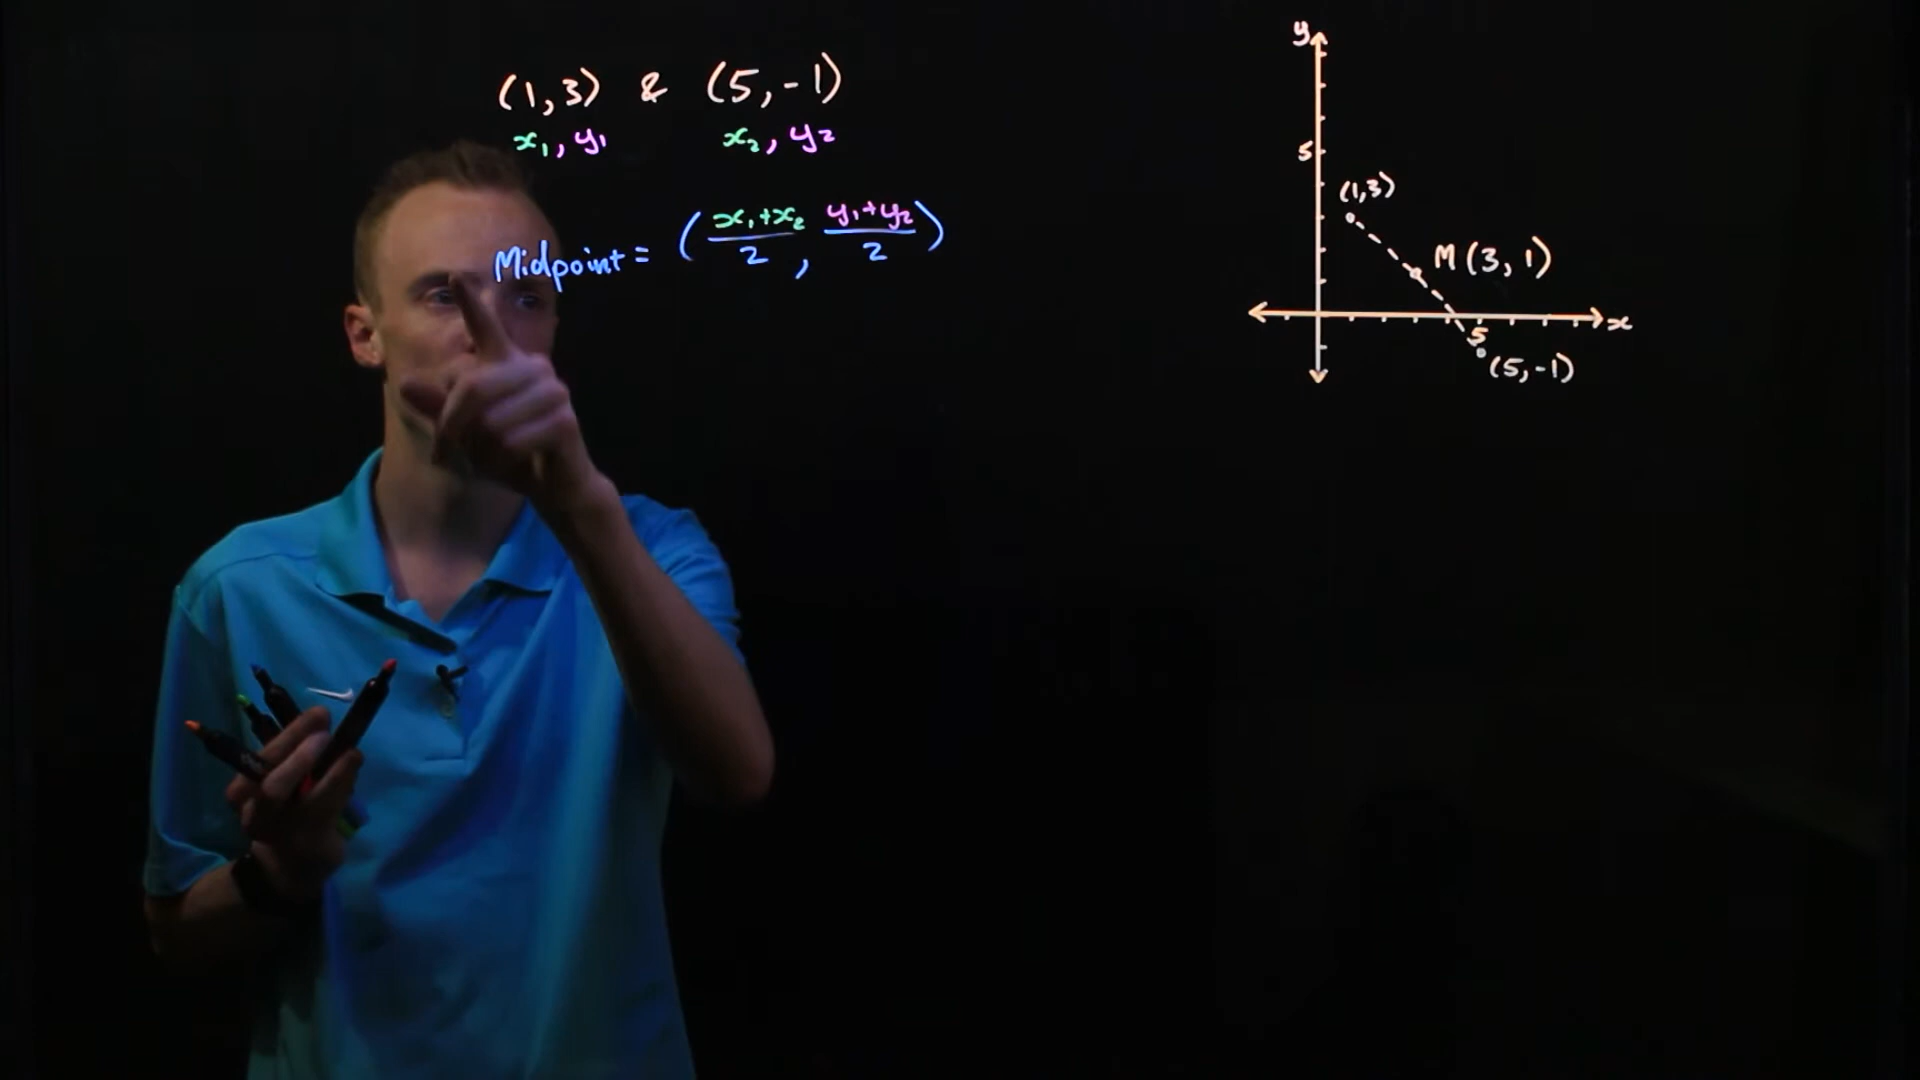 (1,3) & (5,-1)
x₁, y₁ x₂, y₂
Midpoint = (x₁+x₂/2, y₁+y₂/2)
y
5
(1,3)
M(3,1)
x
5
(5,-1)